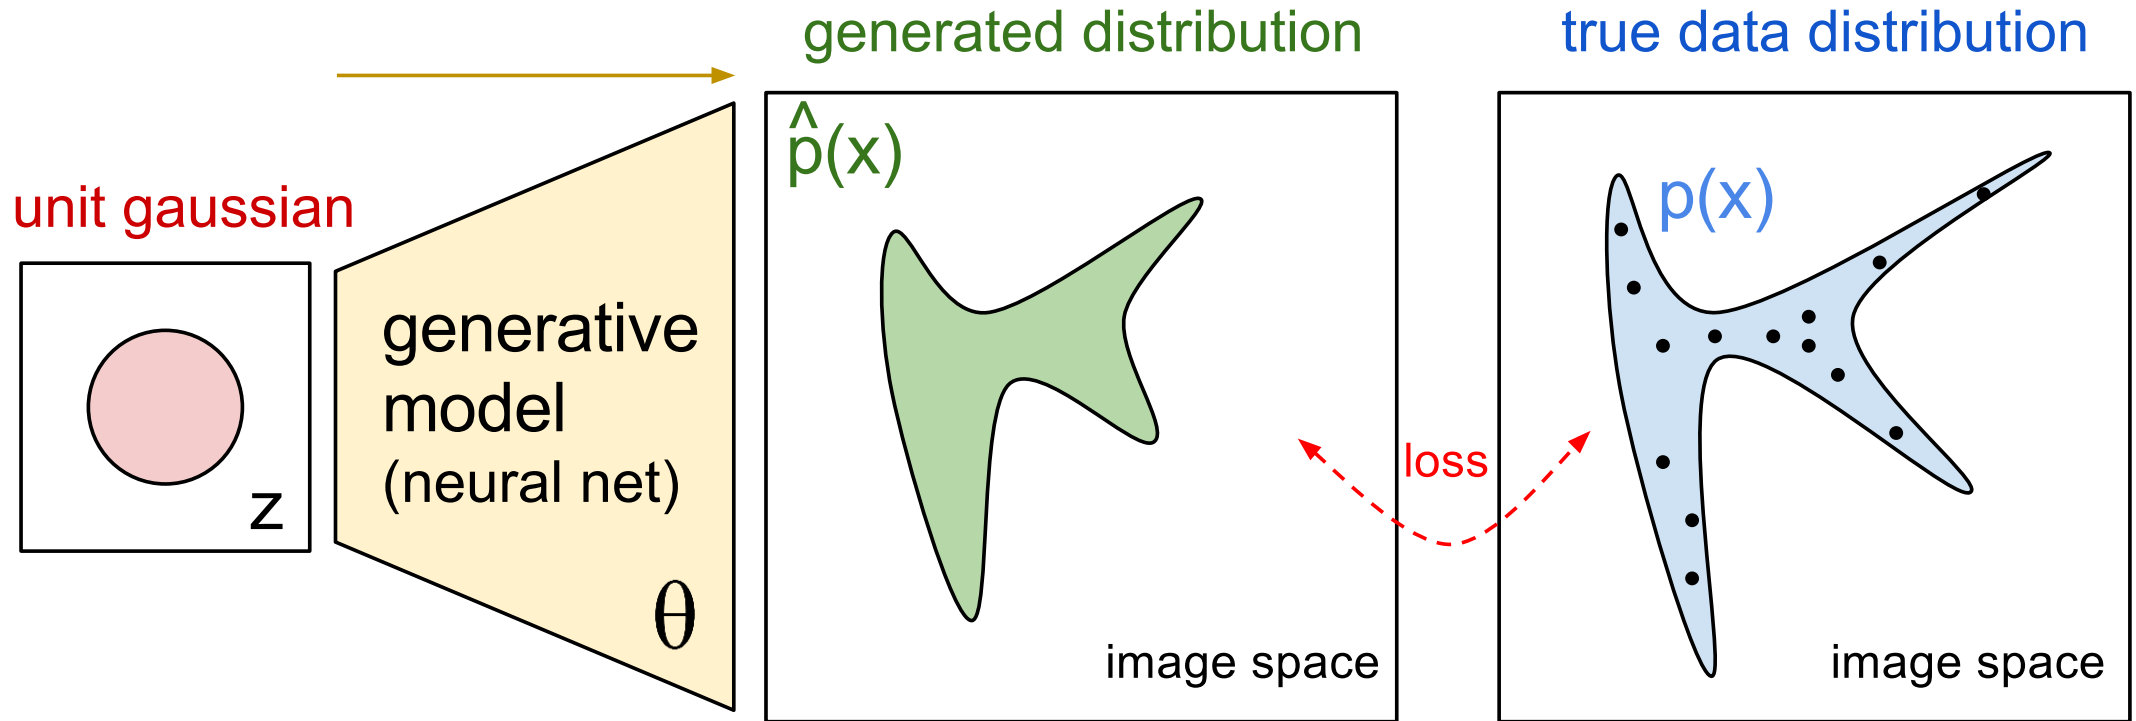 unit gaussian
z
generative
model
(neural net)
θ
generated distribution
p̂(x)
image space
loss
true data distribution
p(x)
image space